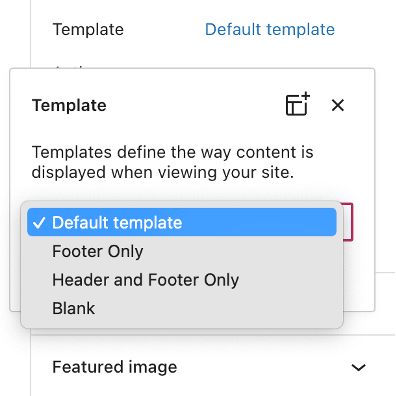 Template Default template
Template
Templates define the way content is
displayed when viewing your site.
Default template
Footer Only
Header and Footer Only
Blank
Featured image